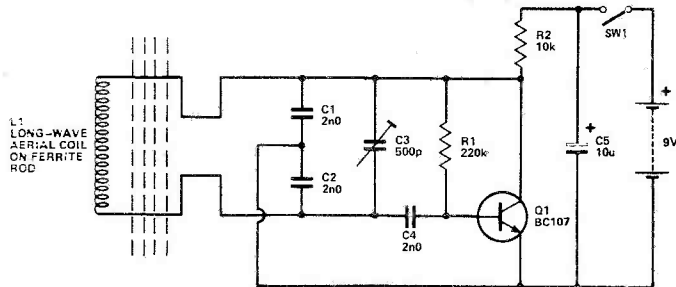 R2
10k
SW1
+
L1
LONG-WAVE
AERIAL COIL
ON FERRITE
ROD
C1
2n0
C3
500p
R1
220k
+
C5
10u
9V
C2
2n0
C4
2n0
Q1
BC107